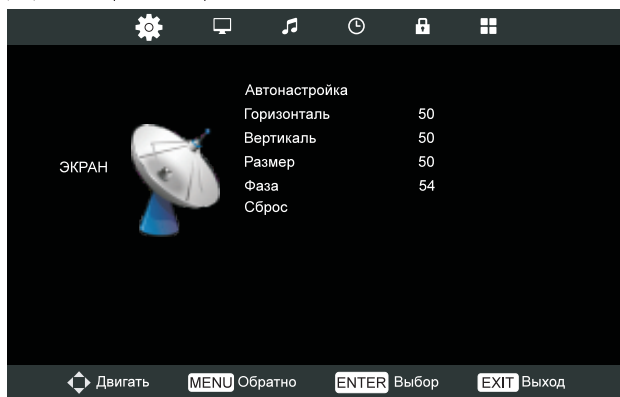 Автонастройка
Горизонталь 50
Вертикаль 50
ЭКРАН
Размер 50
Фаза 54
Сброс
Двигать MENU Обратно ENTER Выбор EXIT Выход